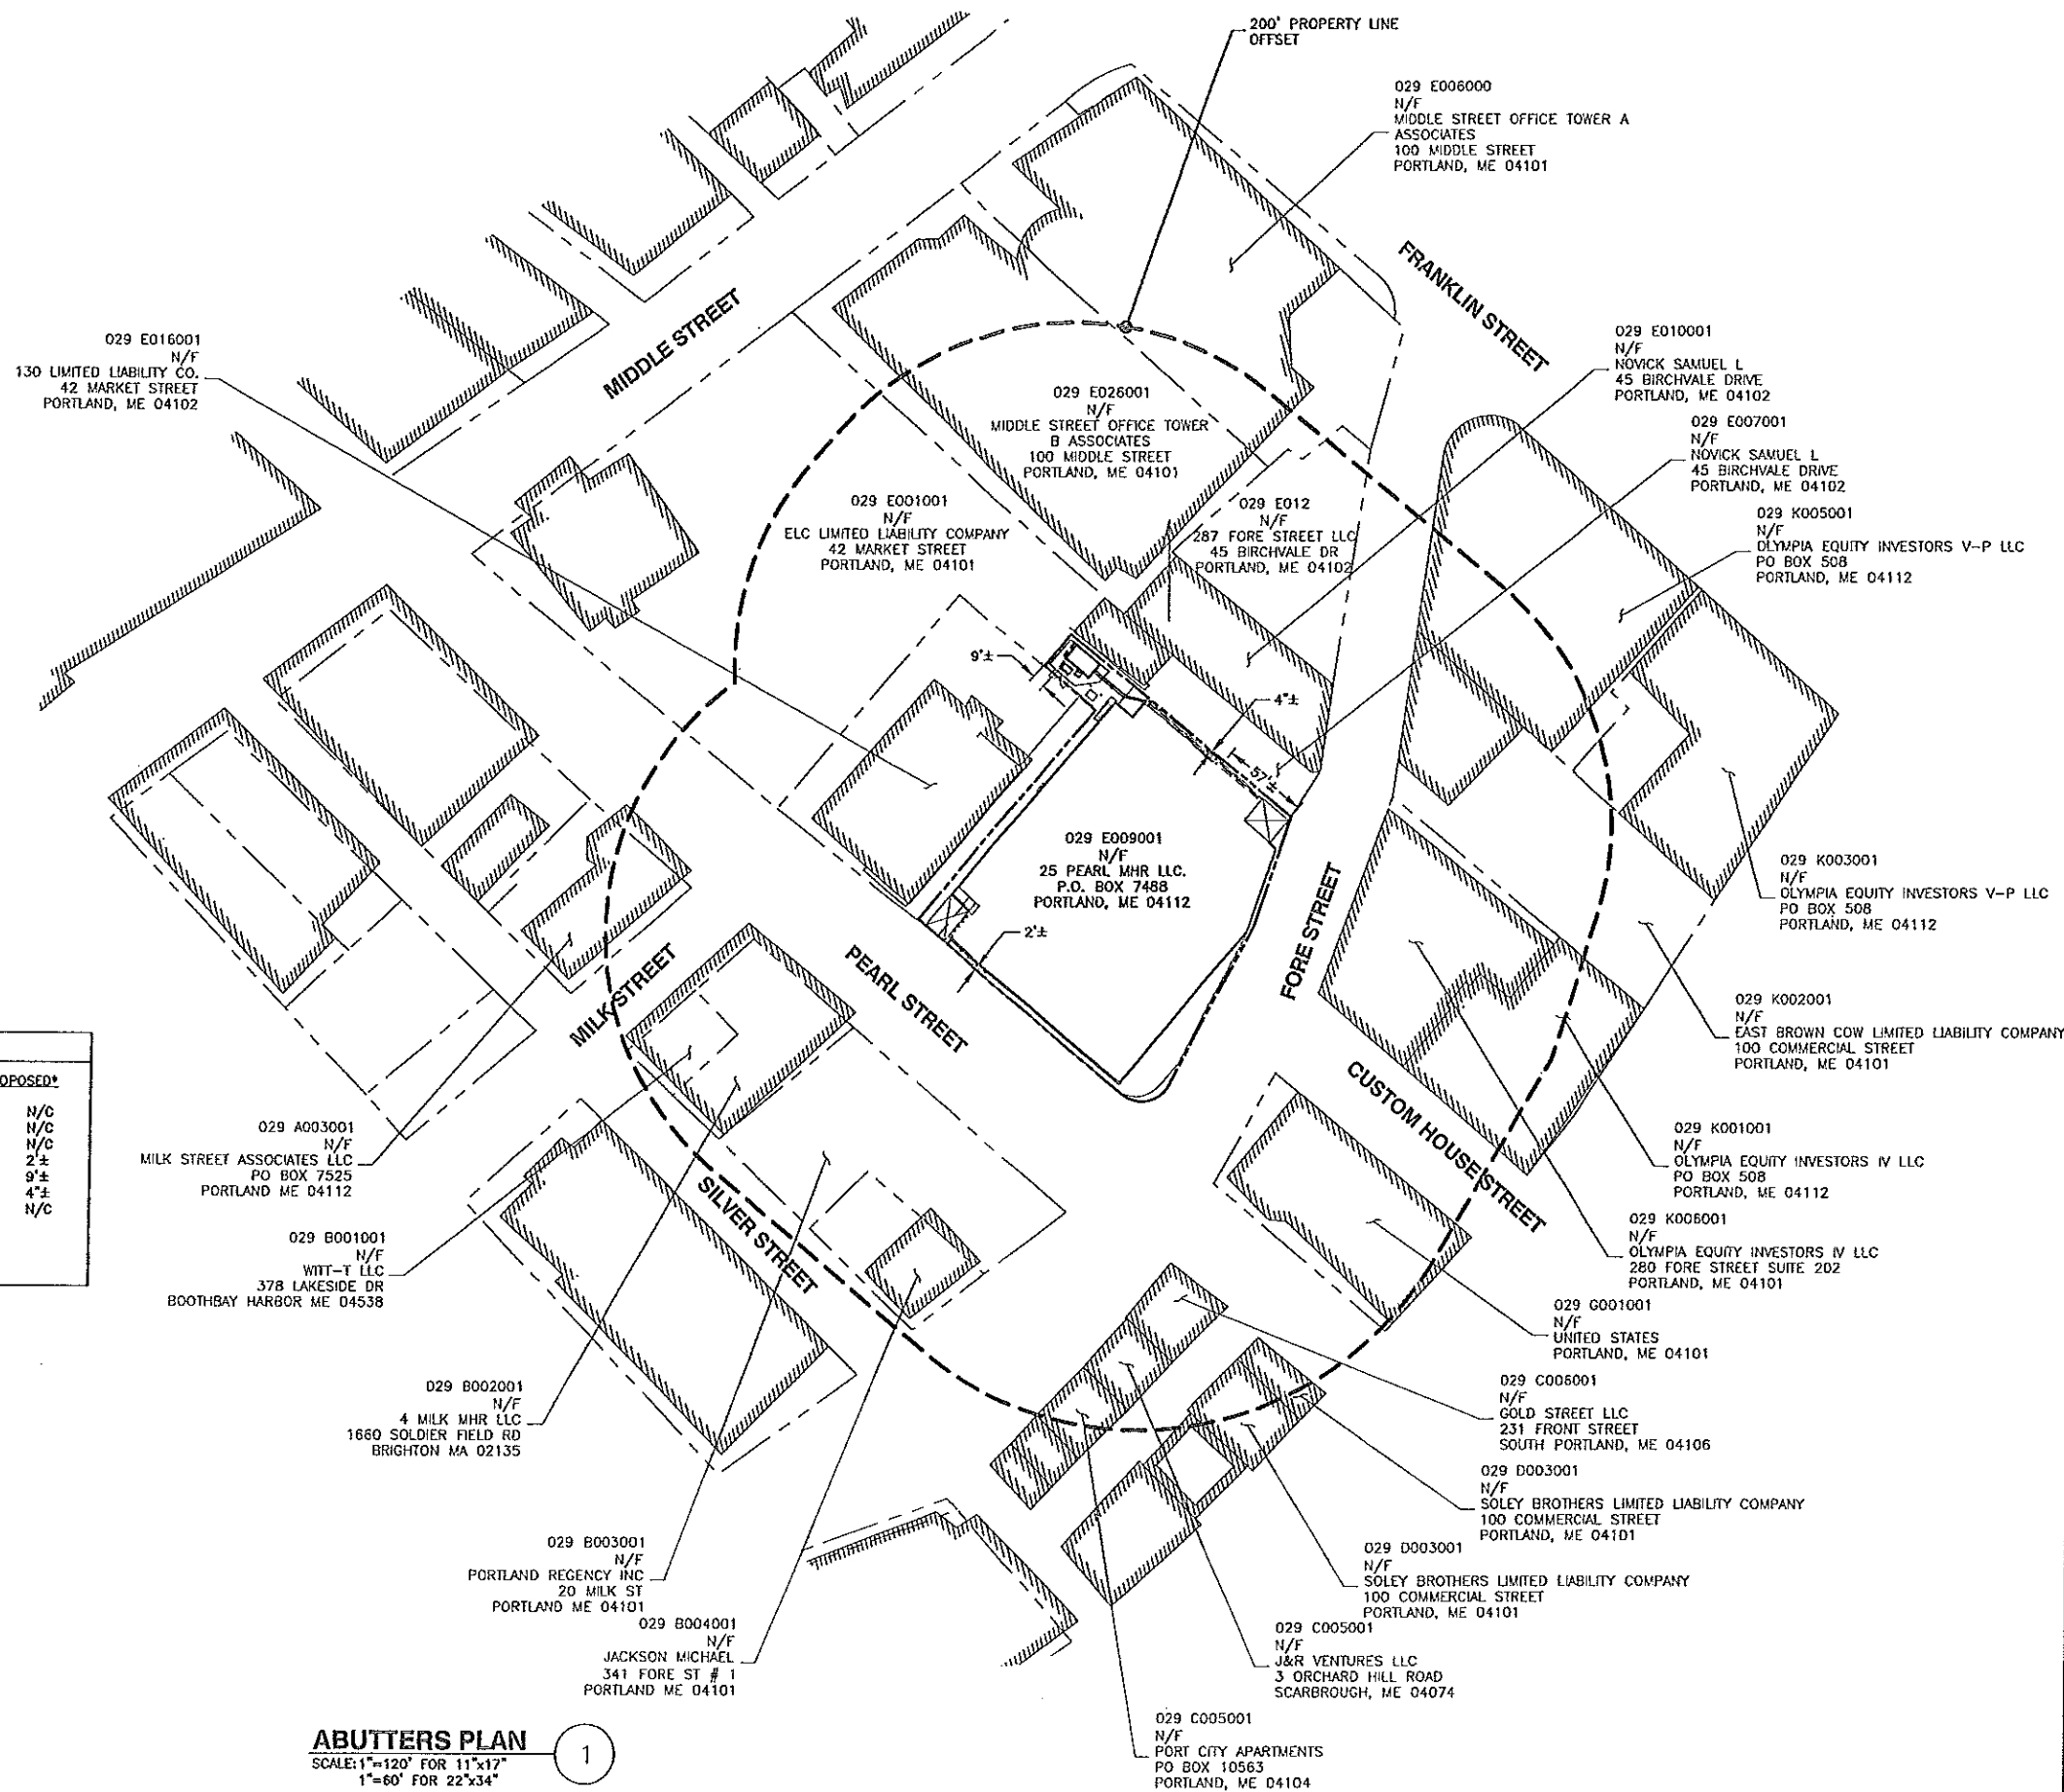 200' PROPERTY LINE
OFFSET
029 E006000
N/F
MIDDLE STREET OFFICE TOWER A
ASSOCIATES
100 MIDDLE STREET
PORTLAND, ME 04101
FRANKLIN STREET
MIDDLE STREET
029 E016001
N/F
130 LIMITED LIABILITY CO.
42 MARKET STREET
PORTLAND, ME 04102
029 E010001
N/F
NOVICK SAMUEL L
45 BIRCHVALE DRIVE
PORTLAND, ME 04102
029 E007001
N/F
NOVICK SAMUEL L
45 BIRCHVALE DRIVE
PORTLAND, ME 04102
029 E026001
N/F
MIDDLE STREET OFFICE TOWER
B ASSOCIATES
100 MIDDLE STREET
PORTLAND, ME 04101
029 E001001
N/F
ELC LIMITED LIABILITY COMPANY
42 MARKET STREET
PORTLAND, ME 04101
029 E012
N/F
287 FORE STREET LLC
45 BIRCHVALE DR
PORTLAND, ME 04102
029 K005001
N/F
OLYMPIA EQUITY INVESTORS V-P LLC
PO BOX 508
PORTLAND, ME 04112
9'±
4"±
57'±
029 E009001
N/F
25 PEARL MHR LLC.
P.O. BOX 7488
PORTLAND, ME 04112
2'±
029 K003001
N/F
OLYMPIA EQUITY INVESTORS V-P LLC
PO BOX 508
PORTLAND, ME 04112
FORE STREET
PEARL STREET
MILK STREET
029 K002001
N/F
EAST BROWN COW LIMITED LIABILITY COMPANY
100 COMMERCIAL STREET
PORTLAND, ME 04101
CUSTOM HOUSE STREET
OPOSED*
N/C
N/C
N/C
2'±
9'±
4"±
N/C
029 A003001
N/F
MILK STREET ASSOCIATES LLC
PO BOX 7525
PORTLAND ME 04112
029 K001001
N/F
OLYMPIA EQUITY INVESTORS IV LLC
PO BOX 508
PORTLAND, ME 04112
SILVER STREET
029 B001001
N/F
WITT-T LLC
378 LAKESIDE DR
BOOTHBAY HARBOR ME 04538
029 K006001
N/F
OLYMPIA EQUITY INVESTORS IV LLC
280 FORE STREET SUITE 202
PORTLAND, ME 04101
029 G001001
N/F
UNITED STATES
PORTLAND, ME 04101
029 B002001
N/F
4 MILK MHR LLC
1660 SOLDIER FIELD RD
BRIGHTON MA 02135
029 C006001
N/F
GOLD STREET LLC
231 FRONT STREET
SOUTH PORTLAND, ME 04106
029 D003001
N/F
SOLEY BROTHERS LIMITED LIABILITY COMPANY
100 COMMERCIAL STREET
PORTLAND, ME 04101
029 B003001
N/F
PORTLAND REGENCY INC
20 MILK ST
PORTLAND ME 04101
029 D003001
N/F
SOLEY BROTHERS LIMITED LIABILITY COMPANY
100 COMMERCIAL STREET
PORTLAND, ME 04101
029 B004001
N/F
JACKSON MICHAEL
341 FORE ST # 1
PORTLAND ME 04101
029 C005001
N/F
J&R VENTURES LLC
3 ORCHARD HILL ROAD
SCARBROUGH, ME 04074
029 C005001
N/F
PORT CITY APARTMENTS
PO BOX 10563
PORTLAND, ME 04104
ABUTTERS PLAN
1
SCALE: 1"=120' FOR 11"x17"
1"=60' FOR 22"x34"